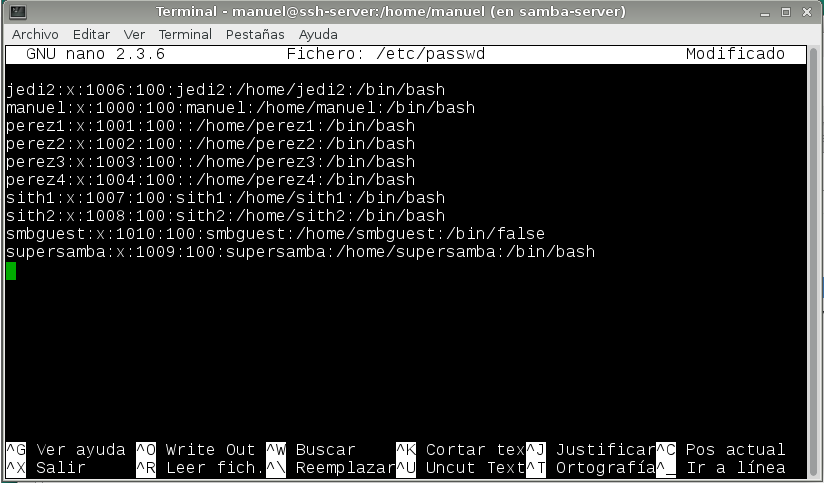 Terminal - manuel@ssh-server:/home/manuel (en samba-server)
Archivo Editar Ver Terminal Pestañas Ayuda
GNU nano 2.3.6 Fichero: /etc/passwd Modificado
jedi2:x:1006:100:jedi2:/home/jedi2:/bin/bash
manuel:x:1000:100:manuel:/home/manuel:/bin/bash
perez1:x:1001:100::/home/perez1:/bin/bash
perez2:x:1002:100::/home/perez2:/bin/bash
perez3:x:1003:100::/home/perez3:/bin/bash
perez4:x:1004:100::/home/perez4:/bin/bash
sith1:x:1007:100:sith1:/home/sith1:/bin/bash
sith2:x:1008:100:sith2:/home/sith2:/bin/bash
smbguest:x:1010:100:smbguest:/home/smbguest:/bin/false
supersamba:x:1009:100:supersamba:/home/supersamba:/bin/bash
^G Ver ayuda ^O Write Out ^W Buscar ^K Cortar tex^J Justificar^C Pos actual
^X Salir ^R Leer fich.^\ Reemplazar^U Uncut Text^T Ortografía^_ Ir a línea